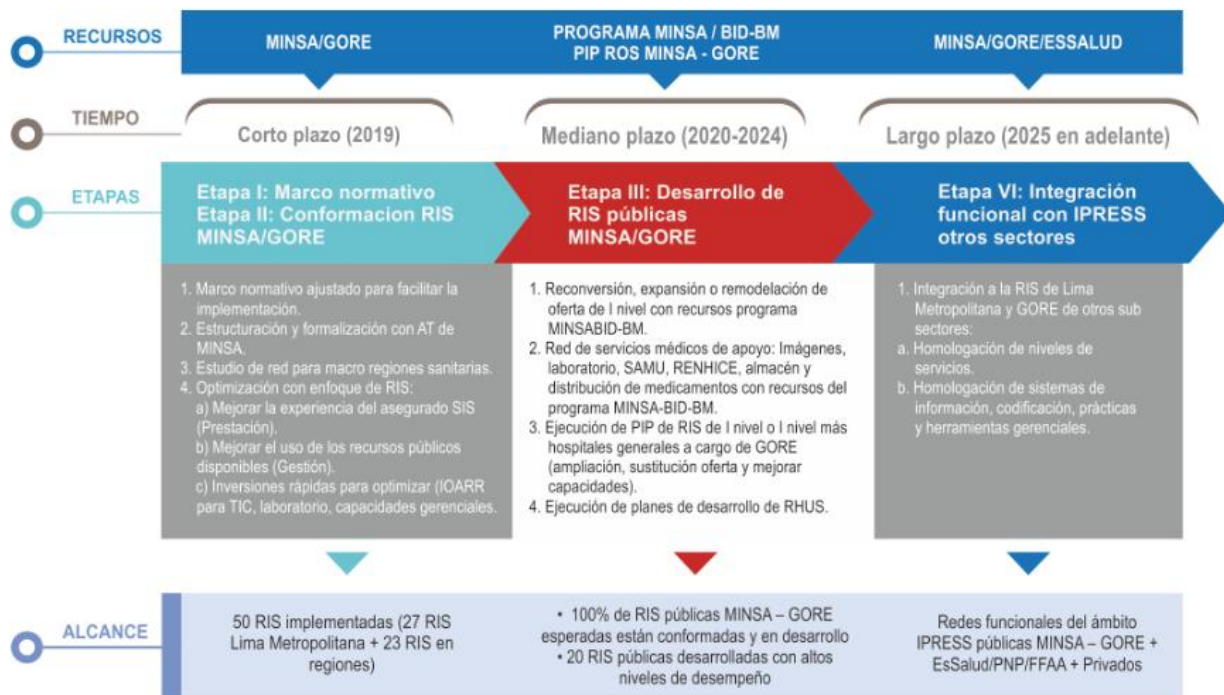 RECURSOS
MINSA/GORE
PROGRAMA MINSA / BID-BM
PIP ROS MINSA - GORE
MINSA/GORE/ESSALUD
TIEMPO
Corto plazo (2019)
Mediano plazo (2020-2024)
Largo plazo (2025 en adelante)
ETAPAS
Etapa I: Marco normativo
Etapa II: Conformacion RIS
MINSA/GORE
Etapa III: Desarrollo de
RIS públicas
MINSA/GORE
Etapa VI: Integración
funcional con IPRESS
otros sectores
1. Marco normativo ajustado para facilitar la
implementación.
2. Estructuración y formalización con AT de
MINSA.
3. Estudio de red para macro regiones sanitarias.
4. Optimización con enfoque de RIS:
a) Mejorar la experiencia del asegurado SIS
(Prestación).
b) Mejorar el uso de los recursos públicos
disponibles (Gestión).
c) Inversiones rápidas para optimizar (IOARR
para TIC, laboratorio, capacidades gerenciales.
1. Reconversión, expansión o remodelación de
oferta de I nivel con recursos programa
MINSABID-BM.
2. Red de servicios médicos de apoyo: Imágenes,
laboratorio, SAMU, RENHICE, almacén y
distribución de medicamentos con recursos del
programa MINSA-BID-BM.
3. Ejecución de PIP de RIS de I nivel o I nivel más
hospitales generales a cargo de GORE
(ampliación, sustitución oferta y mejorar
capacidades).
4. Ejecución de planes de desarrollo de RHUS.
1. Integración a la RIS de Lima
Metropolitana y GORE de otros sub
sectores:
a. Homologación de niveles de
servicios.
b. Homologación de sistemas de
información, codificación, prácticas
y herramientas gerenciales.
ALCANCE
50 RIS implementadas (27 RIS
Lima Metropolitana + 23 RIS en
regiones)
• 100% de RIS públicas MINSA – GORE
esperadas están conformadas y en desarrollo
• 20 RIS públicas desarrolladas con altos
niveles de desempeño
Redes funcionales del ámbito
IPRESS públicas MINSA – GORE +
EsSalud/PNP/FFAA + Privados